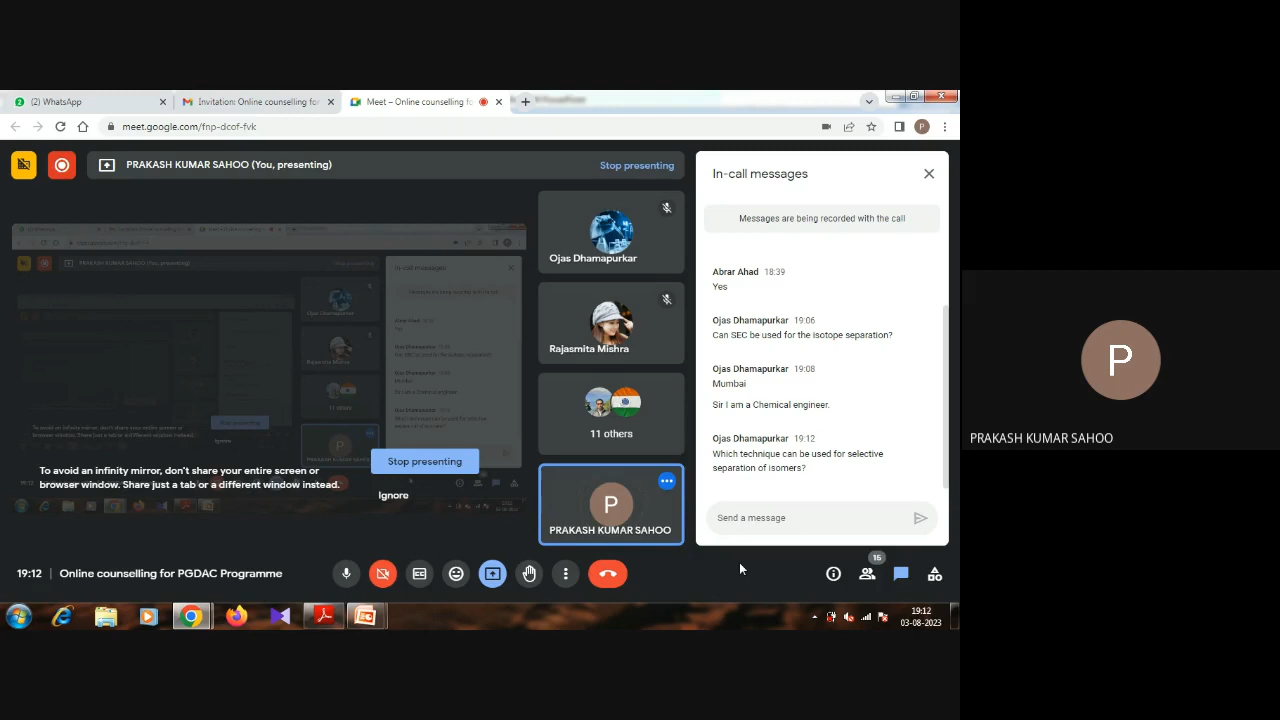 (2) WhatsApp
Invitation: Online counselling for
Meet – Online counselling fo
meet.google.com/fnp-dcof-fvk
P
PRAKASH KUMAR SAHOO (You, presenting)
Stop presenting
In-call messages
Messages are being recorded with the call
Ojas Dhamapurkar
Rajasmita Mishra
11 others
P
PRAKASH KUMAR SAHOO
Abrar Ahad 18:39
Yes
Ojas Dhamapurkar 19:06
Can SEC be used for the isotope separation?
Ojas Dhamapurkar 19:08
Mumbai
Sir I am a Chemical engineer.
Ojas Dhamapurkar 19:12
Which technique can be used for selective
separation of isomers?
Send a message
To avoid an infinity mirror, don't share your entire screen or
browser window. Share just a tab or a different window instead.
Stop presenting
Ignore
19:12 | Online counselling for PGDAC Programme
16
19:12
03-08-2023
P
PRAKASH KUMAR SAHOO